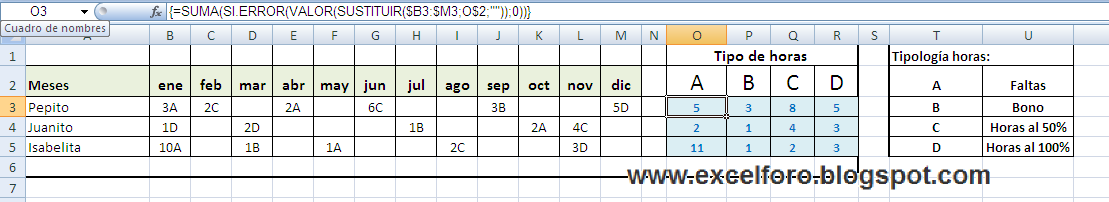 O3 fx {=SUMA(SI.ERROR(VALOR(SUSTITUIR($B3:$M3;O$2;""));0))}
Cuadro de nombres
A B C D E F G H I J K L M N O P Q R S T U
1 Tipo de horas Tipología horas:
2 Meses ene feb mar abr may jun jul ago sep oct nov dic A B C D A Faltas
3 Pepito 3A 2C 2A 6C 3B 5D 5 3 8 5 B Bono
4 Juanito 1D 2D 1B 2A 4C 2 1 4 3 C Horas al 50%
5 Isabelita 10A 1B 1A 2C 3D 11 1 2 3 D Horas al 100%
6
www.excelforo.blogspot.com
7